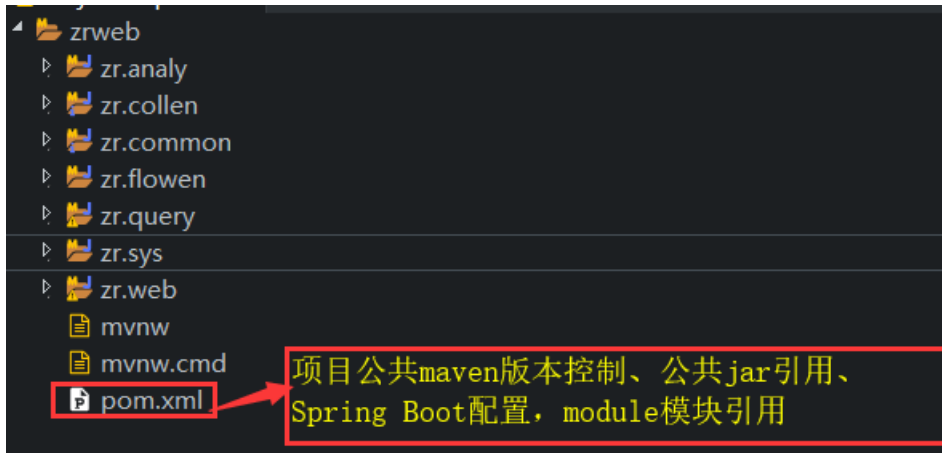 zrweb
zr.analy
zr.collen
zr.common
zr.flowen
zr.query
zr.sys
zr.web
mvnw
mvnw.cmd
pom.xml
项目公共maven版本控制、公共jar引用、
Spring Boot配置，module模块引用